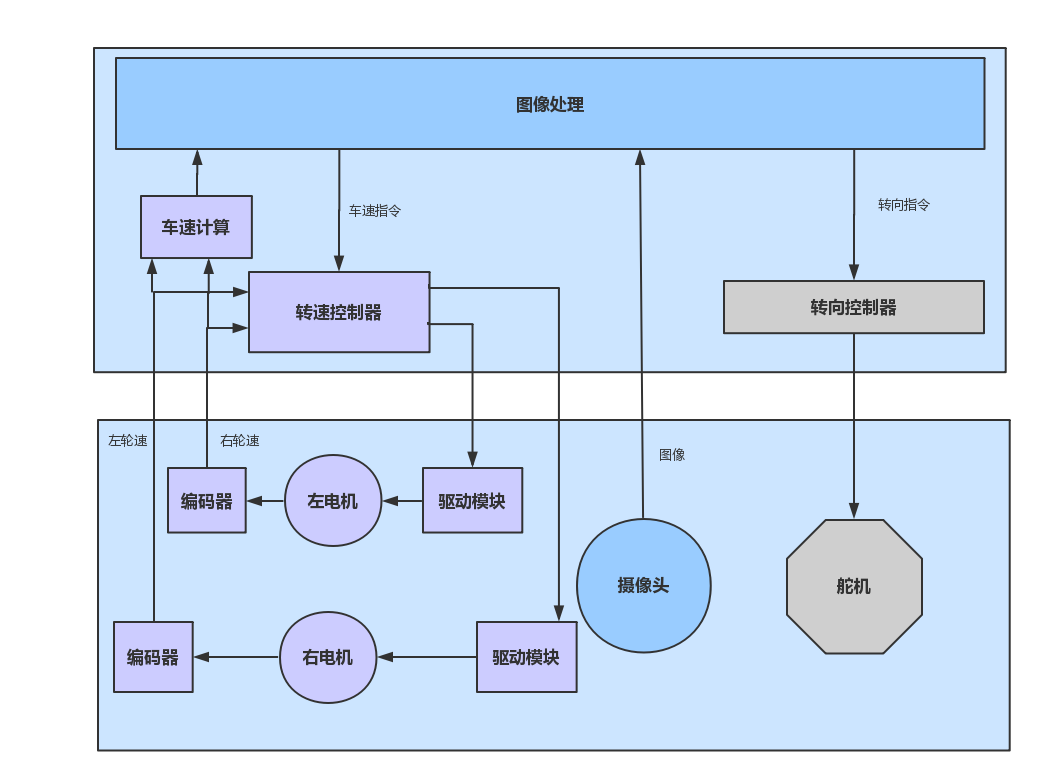 图像处理
车速计算
车速指令
转向指令
转速控制器
转向控制器
左轮速
右轮速
图像
编码器
左电机
驱动模块
摄像头
舵机
编码器
右电机
驱动模块